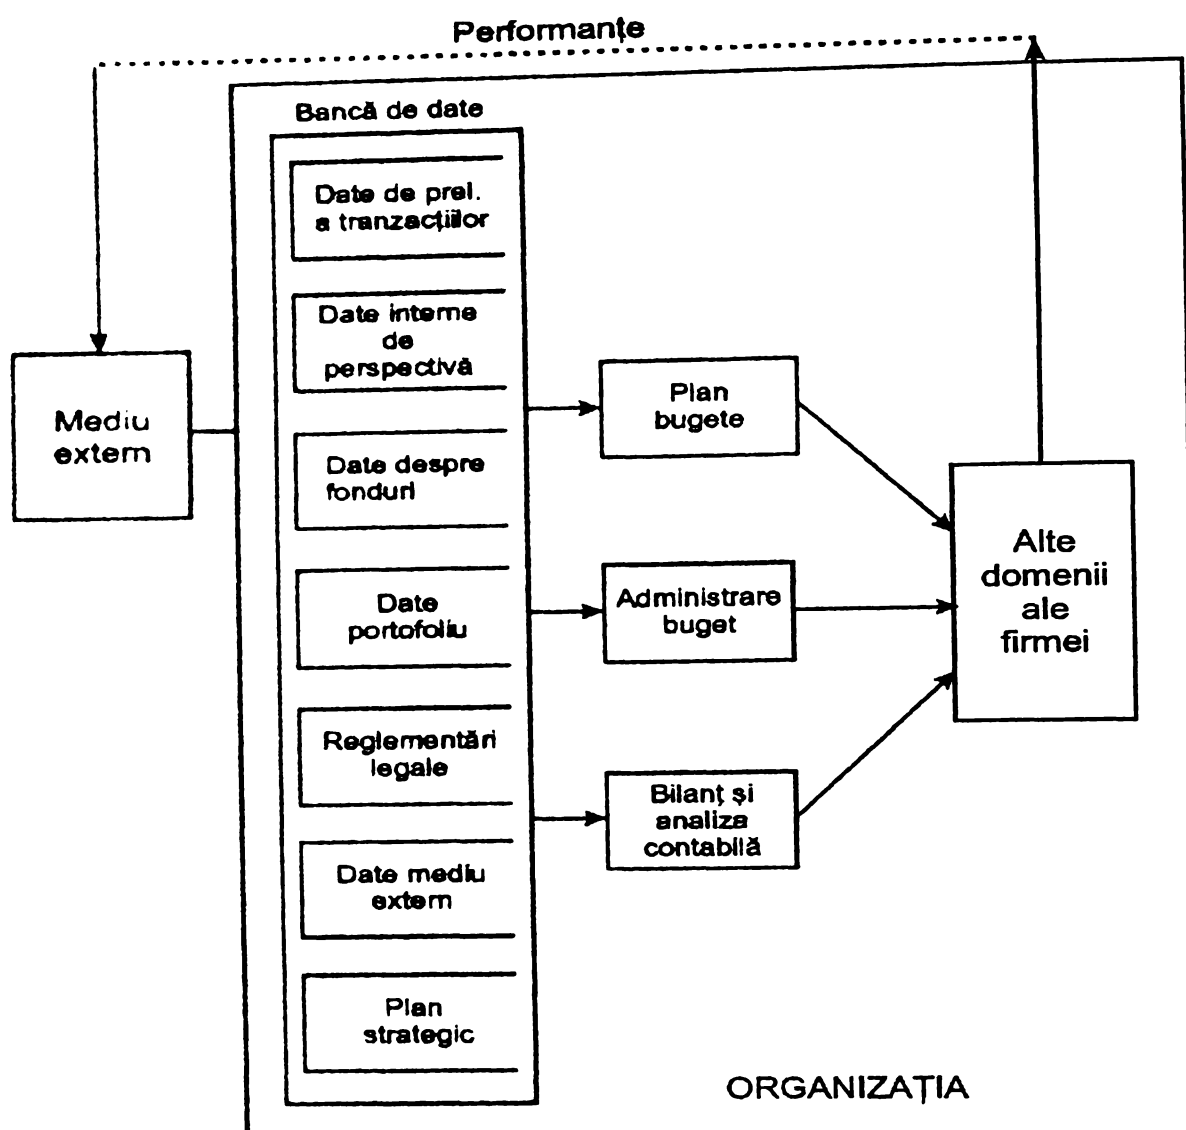 Performanțe
Bancă de date
Date de prel.
a tranzacțiilor
Date interne
de
perspectivă
Mediu
extern
Plan
bugete
Date despre
fonduri
Alte
domenii
ale
firmei
Date
portofoliu
Administrare
buget
Reglementări
legale
Bilanț și
analiza
contabilă
Date mediu
extern
Plan
strategic
ORGANIZAȚIA